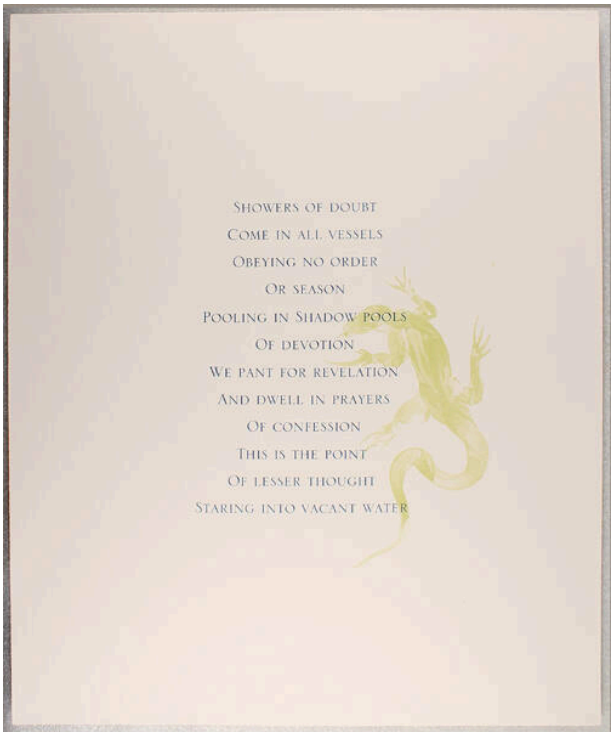 Showers of doubt
Come in all vessels
Obeying no order
Or season
Pooling in Shadow pools
Of devotion
We pant for revelation
And dwell in prayers
Of confession
This is the point
Of lesser thought
Staring into vacant water